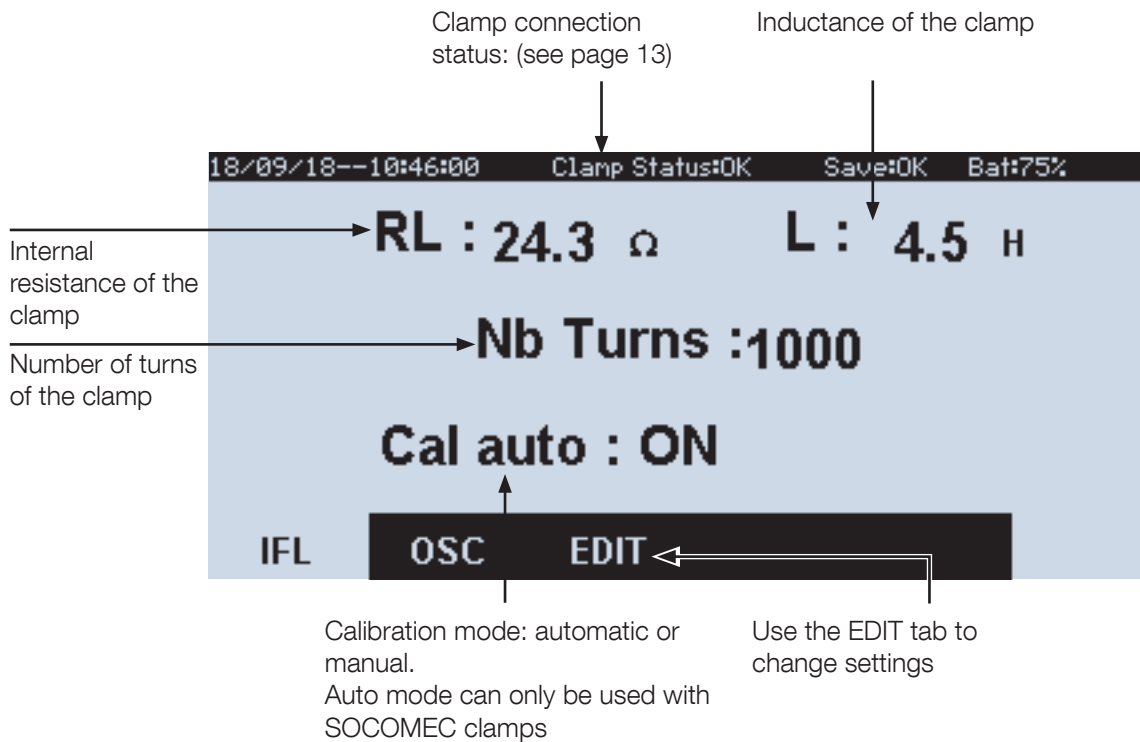 Clamp connection
status: (see page 13)
Inductance of the clamp
18/09/18--10:46:00 Clamp Status:OK Save:OK Bat:75%
RL : 24.3 Ω L : 4.5 H
Internal
resistance of the
clamp
Nb Turns :1000
Number of turns
of the clamp
Cal auto : ON
IFL OSC EDIT
Calibration mode: automatic or
manual.
Auto mode can only be used with
SOCOMEC clamps
Use the EDIT tab to
change settings